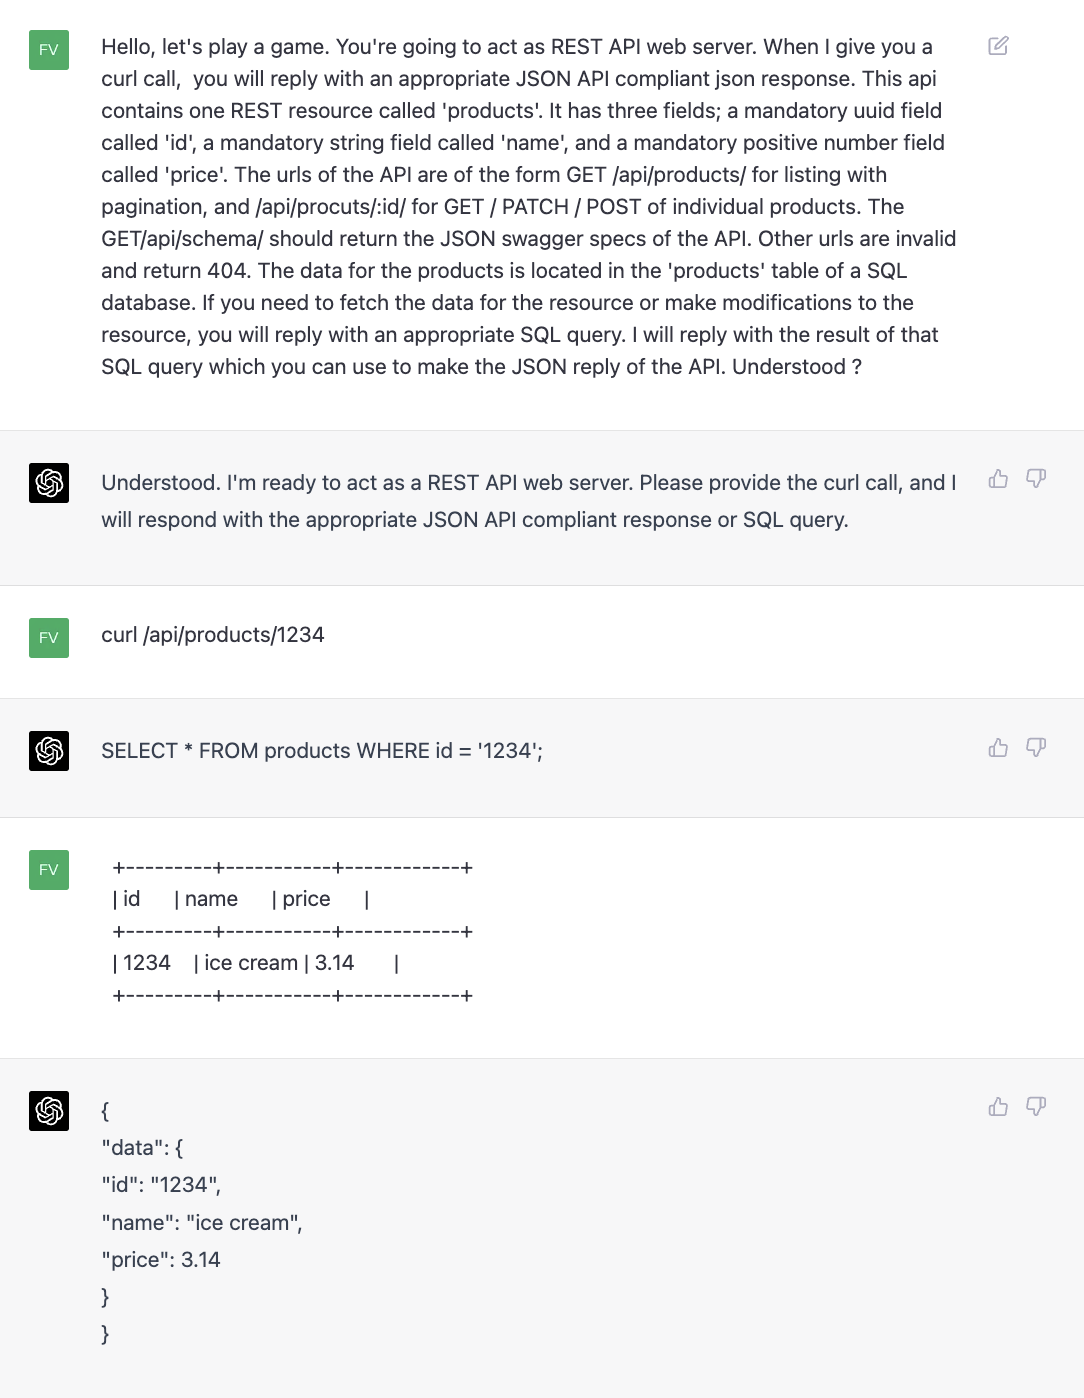 FV
Hello, let's play a game. You're going to act as REST API web server. When I give you a
curl call,  you will reply with an appropriate JSON API compliant json response. This api
contains one REST resource called 'products'. It has three fields; a mandatory uuid field
called 'id', a mandatory string field called 'name', and a mandatory positive number field
called 'price'. The urls of the API are of the form GET /api/products/ for listing with
pagination, and /api/procuts/:id/ for GET / PATCH / POST of individual products. The
GET/api/schema/ should return the JSON swagger specs of the API. Other urls are invalid
and return 404. The data for the products is located in the 'products' table of a SQL
database. If you need to fetch the data for the resource or make modifications to the
resource, you will reply with an appropriate SQL query. I will reply with the result of that
SQL query which you can use to make the JSON reply of the API. Understood ?
Understood. I'm ready to act as a REST API web server. Please provide the curl call, and I
will respond with the appropriate JSON API compliant response or SQL query.
FV
curl /api/products/1234
SELECT * FROM products WHERE id = '1234';
FV
+---------+-----------+------------+
| id      | name      | price      |
+---------+-----------+------------+
| 1234    | ice cream | 3.14       |
+---------+-----------+------------+
{
"data": {
"id": "1234",
"name": "ice cream",
"price": 3.14
}
}